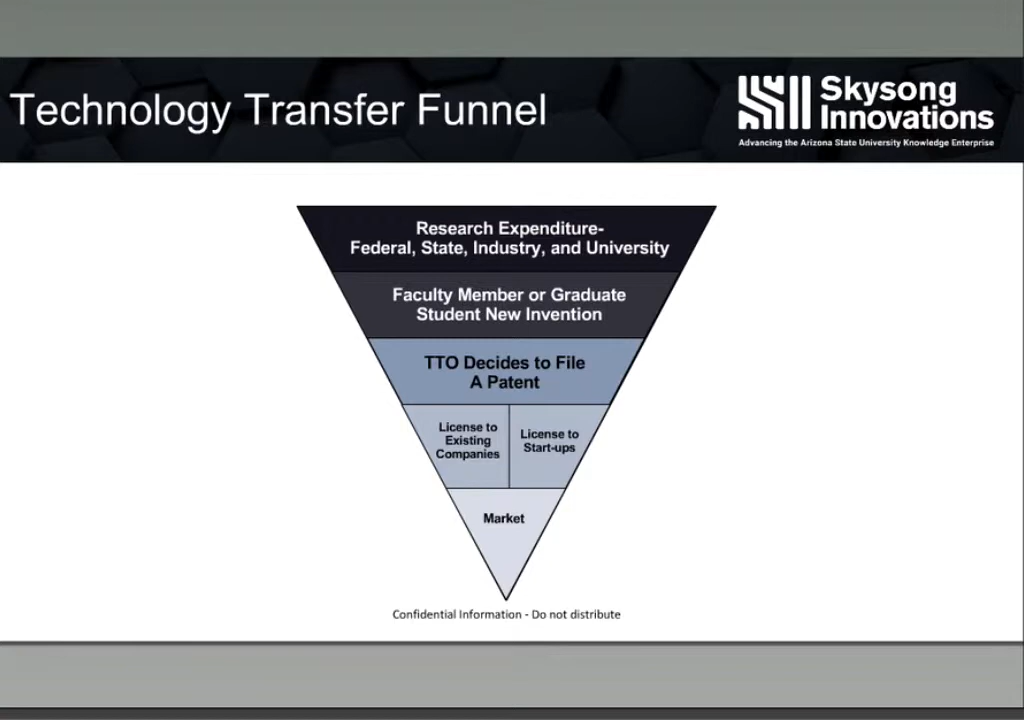 Technology Transfer Funnel
Skysong
Innovations
Advancing the Arizona State University Knowledge Enterprise
Research Expenditure-
Federal, State, Industry, and University
Faculty Member or Graduate
Student New Invention
TTO Decides to File
A Patent
License to
Existing
Companies
License to
Start-ups
Market
Confidential Information - Do not distribute